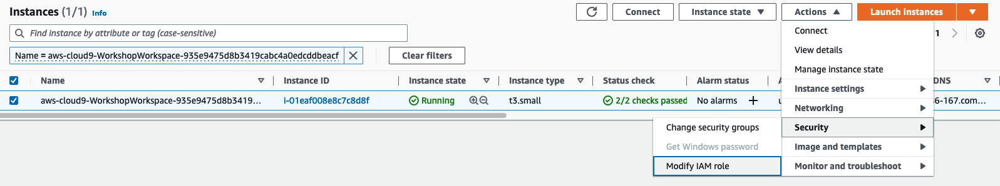 Instances (1/1) Info
Connect
Instance state
Actions
Launch instances
Find instance by attribute or tag (case-sensitive)
1
Name = aws-cloud9-WorkshopWorkspace-935e9475d8b3419cabc4a0edcddbeacf
Clear filters
Connect
View details
Manage instance state
Instance settings
Networking
Security
Image and templates
Monitor and troubleshoot
Name Instance ID Instance state Instance type Status check Alarm status DNS
aws-cloud9-WorkshopWorkspace-935e9475d8b3419... i-01eaf008e8c7c8d8f Running t3.small 2/2 checks passed No alarms 6-167.com...
Change security groups
Get Windows password
Modify IAM role